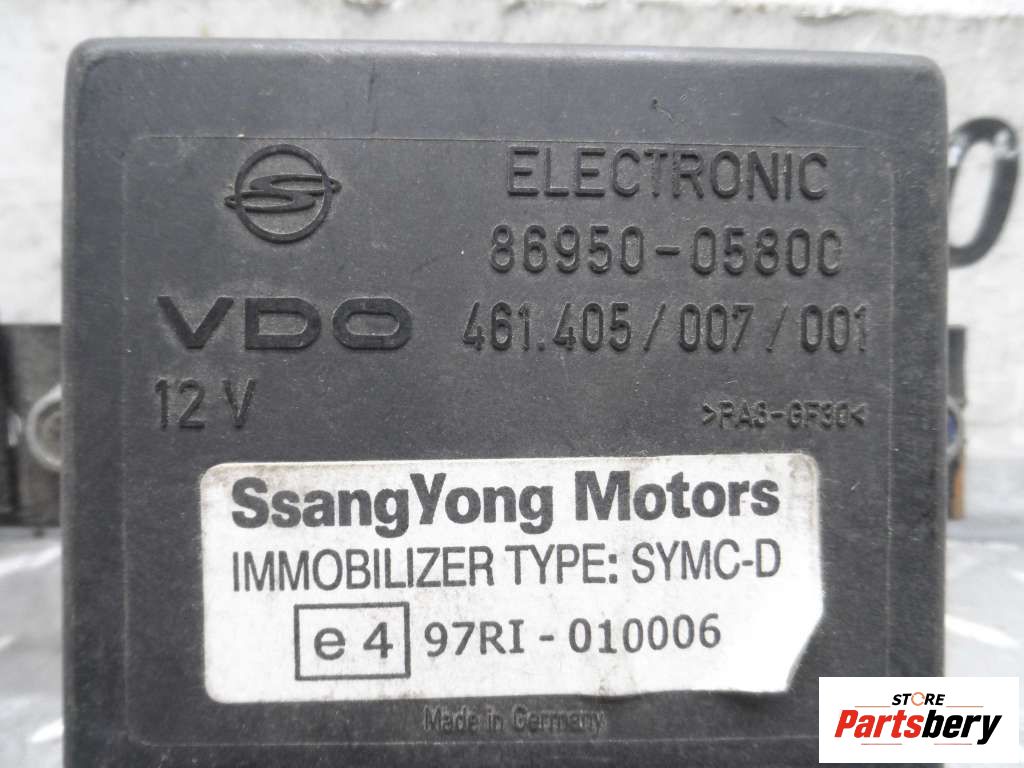 ELECTRONIC
86950-05800
VDO
461.405/007/001
12 V
>PA6-GF30<
SsangYong Motors
IMMOBILIZER TYPE: SYMC-D
e4 97RI - 010006
Made in Germany
STORE
Partsbery